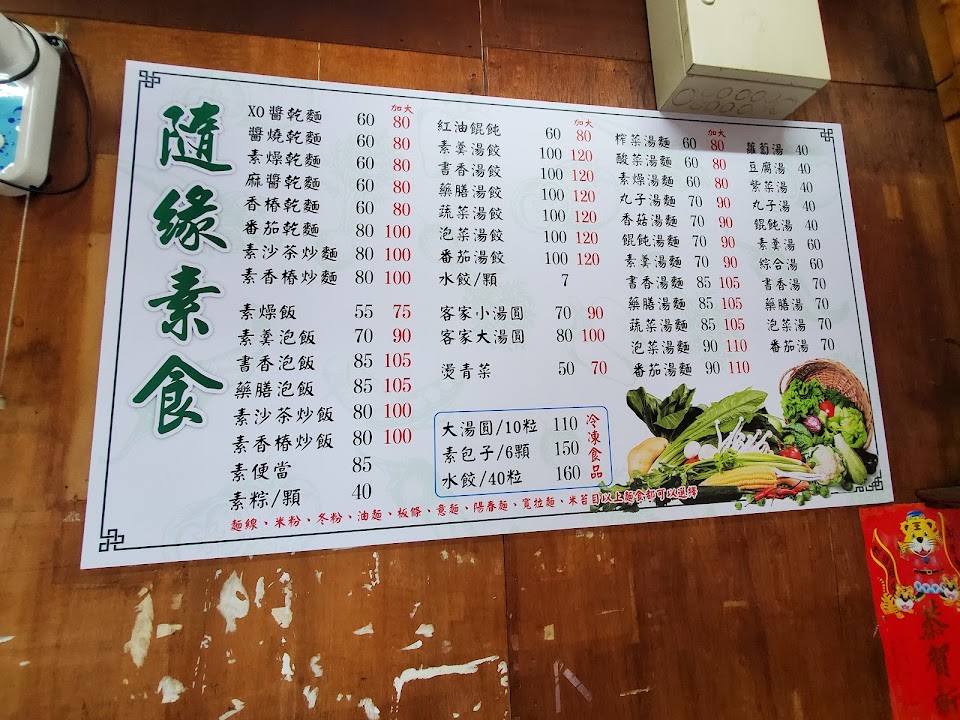 隨緣素食
加大
XO醬乾麵 60 80
醬燒乾麵 60 80
素燥乾麵 60 80
麻醬乾麵 60 80
香椿乾麵 60 80
番茄乾麵 80 100
素沙茶炒麵 80 100
素香椿炒麵 80 100
素燥飯 55 75
素羹泡飯 70 90
書香泡飯 85 105
藥膳泡飯 85 105
素沙茶炒飯 80 100
素香椿炒飯 80 100
素便當 85
素粽/顆 40
加大
紅油餛飩 60 80
素羹湯餃 100 120
書香湯餃 100 120
藥膳湯餃 100 120
蔬菜湯餃 100 120
泡菜湯餃 100 120
番茄湯餃 100 120
水餃/顆 7
客家小湯圓 70 90
客家大湯圓 80 100
燙青菜 50 70
大湯圓/10粒 110
素包子/6顆 150
水餃/40粒 160
冷凍食品
加大
榨菜湯麵 60 80
酸菜湯麵 60 80
素燥湯麵 60 80
丸子湯麵 70 90
香菇湯麵 70 90
餛飩湯麵 70 90
素羹湯麵 70 90
書香湯麵 85 105
藥膳湯麵 85 105
蔬菜湯麵 85 105
泡菜湯麵 90 110
番茄湯麵 90 110
蘿蔔湯 40
豆腐湯 40
紫菜湯 40
丸子湯 40
餛飩湯 40
素羹湯 60
綜合湯 60
書香湯 70
藥膳湯 70
泡菜湯 70
番茄湯 70
麵線、米粉、冬粉、油麵、板條、意麵、陽春麵、寬拉麵、米苔目以上麵食都可以選擇
恭賀新